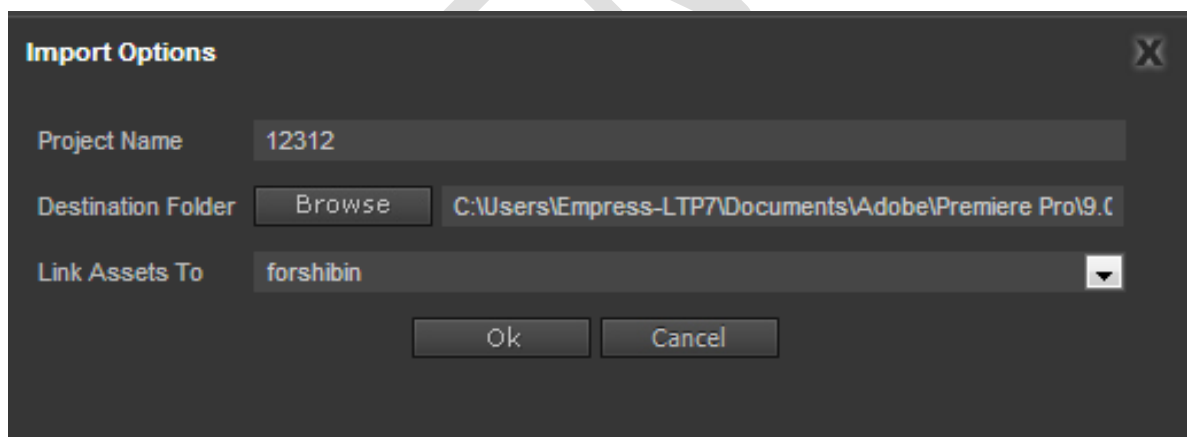 Import Options
X
Project Name 12312
Destination Folder Browse C:\Users\Empress-LTP7\Documents\Adobe\Premiere Pro\9.0
Link Assets To forshibin
Ok Cancel